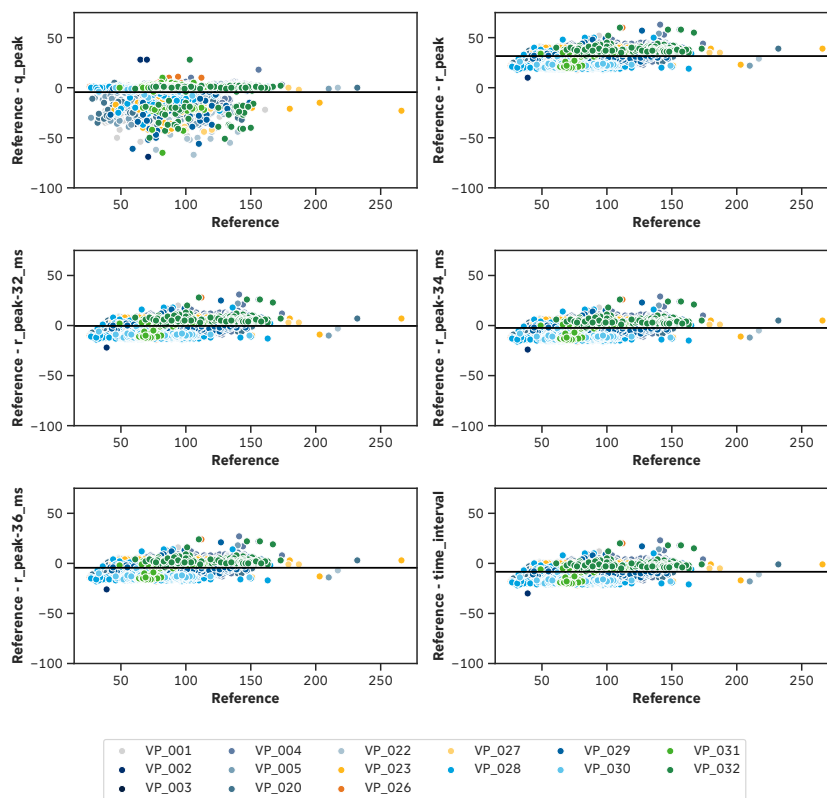 50
0
−50
−100
50 100 150 200 250
Reference
Reference - q_peak
50
0
−50
−100
50 100 150 200 250
Reference
Reference - r_peak
50
0
−50
−100
50 100 150 200 250
Reference
Reference - r_peak-32_ms
50
0
−50
−100
50 100 150 200 250
Reference
Reference - r_peak-34_ms
50
0
−50
−100
50 100 150 200 250
Reference
Reference - r_peak-36_ms
50
0
−50
−100
50 100 150 200 250
Reference
Reference - time_interval
VP_001 VP_004 VP_022 VP_027 VP_029 VP_031
VP_002 VP_005 VP_023 VP_028 VP_030 VP_032
VP_003 VP_020 VP_026